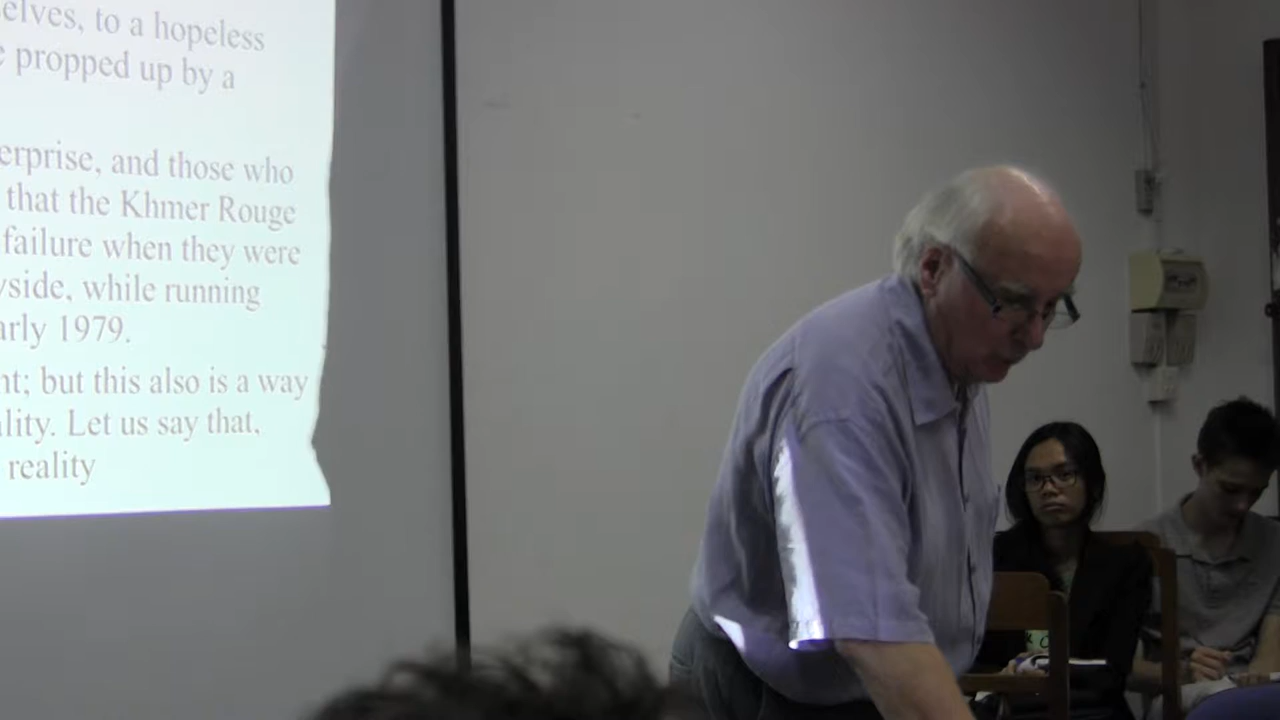 elves, to a hopeless
e propped up by a
erprise, and those who
that the Khmer Rouge
failure when they were
yside, while running
arly 1979.
nt; but this also is a way
lity. Let us say that,
reality